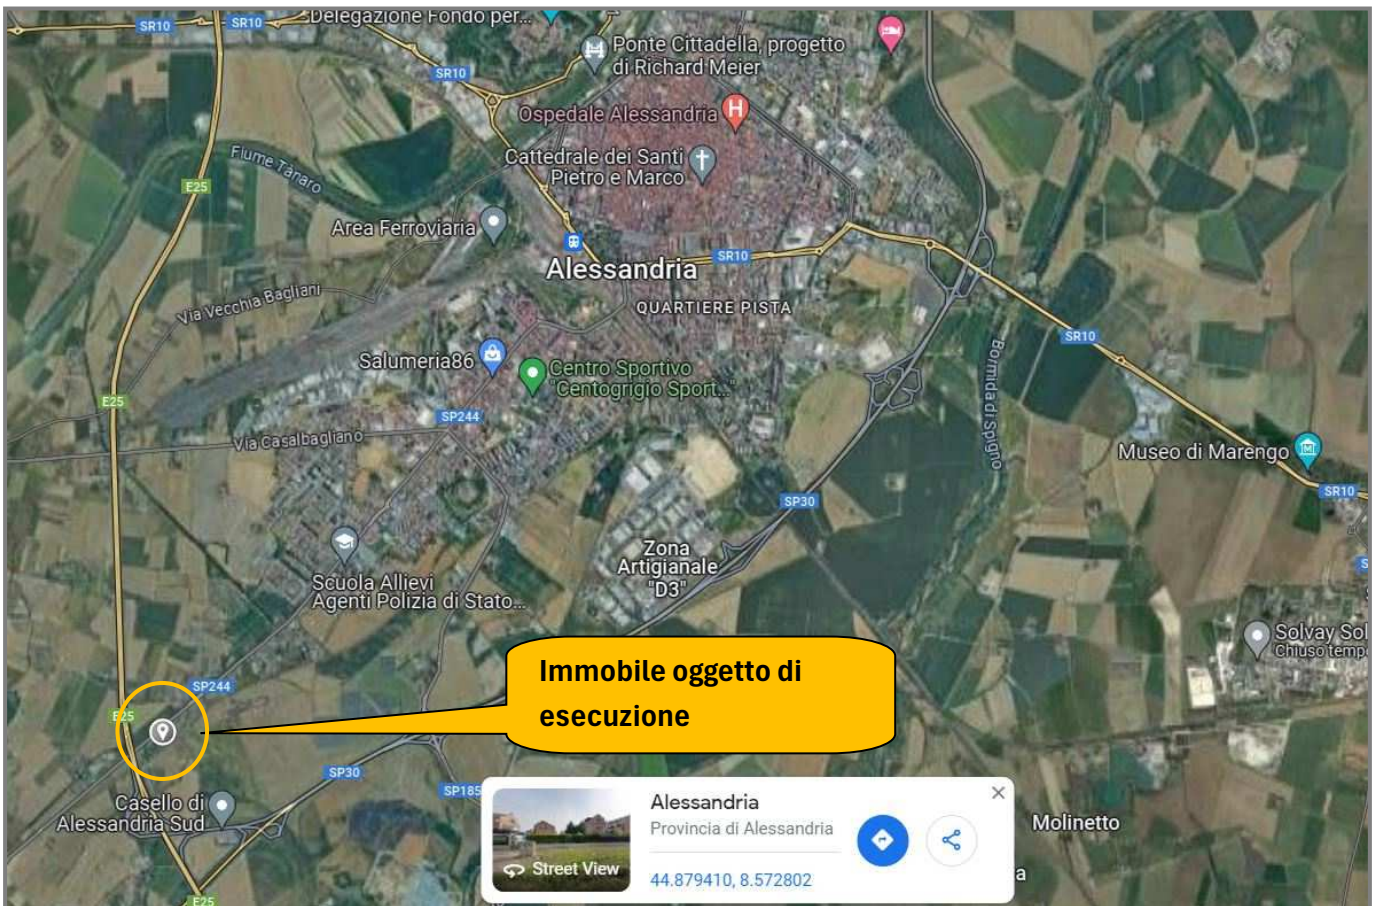 SR10
SR10
Delegazione Fondo per...
Ponte Cittadella, progetto
di Richard Meier
SR10
Ospedale Alessandria
H
Fiume Tanaro
Cattedrale dei Santi
Pietro e Marco
E25
Area Ferroviaria
SR10
Alessandria
Via Vecchia Bagliani
QUARTIERE PISTA
SR10
Salumeria86
Bormida di Spigno
Centro Sportivo
"Centogrigio Sport..."
E25
SP244
Via Casalbagliano
Museo di Marengo
M
SR10
SP30
Zona
Artigianale
"D3"
Scuola Allievi
Agenti Polizia di Stato...
Solvay Sol
Chiuso temp
Immobile oggetto di
esecuzione
SP244
E25
SP30
SP185
Casello di
Alessandria Sud
Alessandria
Provincia di Alessandria
Street View
44.879410, 8.572802
Molinetto
a
E25